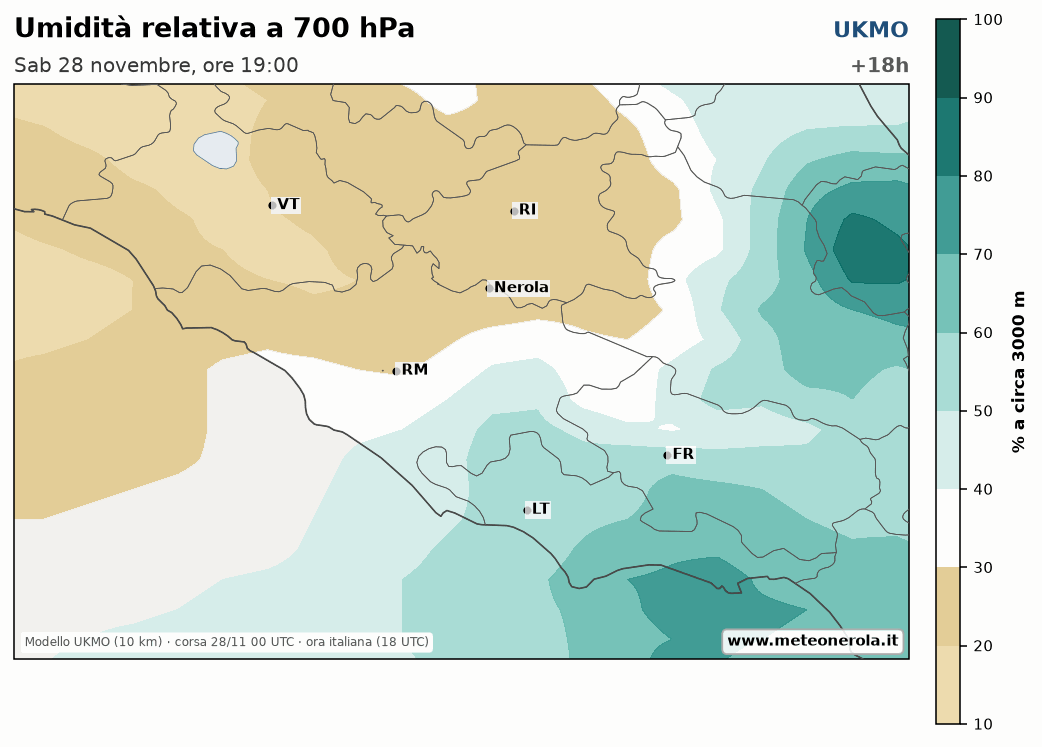 Umidità relativa a 700 hPa
UKMO
Sab 28 novembre, ore 19:00
+18h
VT
RI
Nerola
RM
FR
LT
Modello UKMO (10 km) · corsa 28/11 00 UTC · ora italiana (18 UTC)
www.meteonerola.it
100
90
80
70
60
50
40
30
20
10
% a circa 3000 m